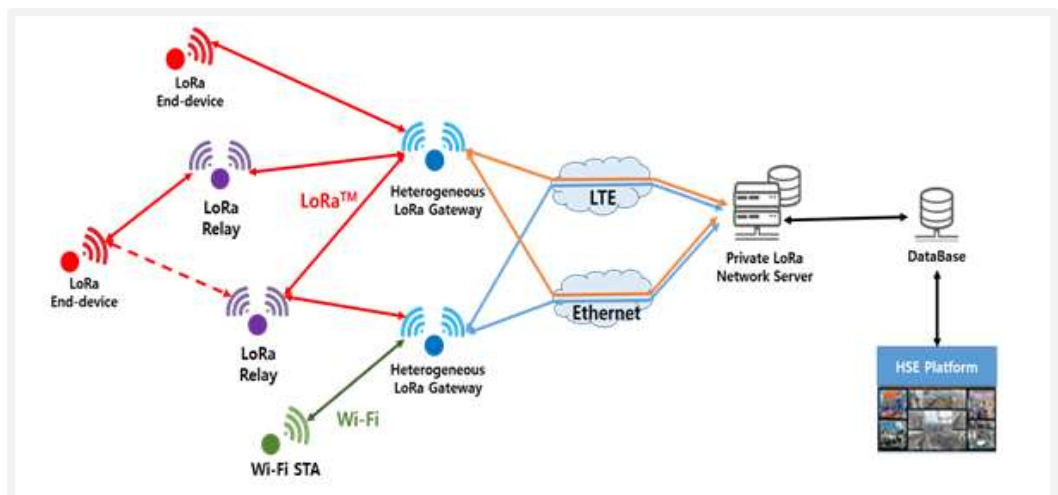 LoRa
End-device
LoRa
Relay
LoRa™
Heterogeneous
LoRa Gateway
LTE
Private LoRa
Network Server
DataBase
LoRa
End-device
LoRa
Relay
Heterogeneous
LoRa Gateway
Ethernet
HSE Platform
Wi-Fi
Wi-Fi STA